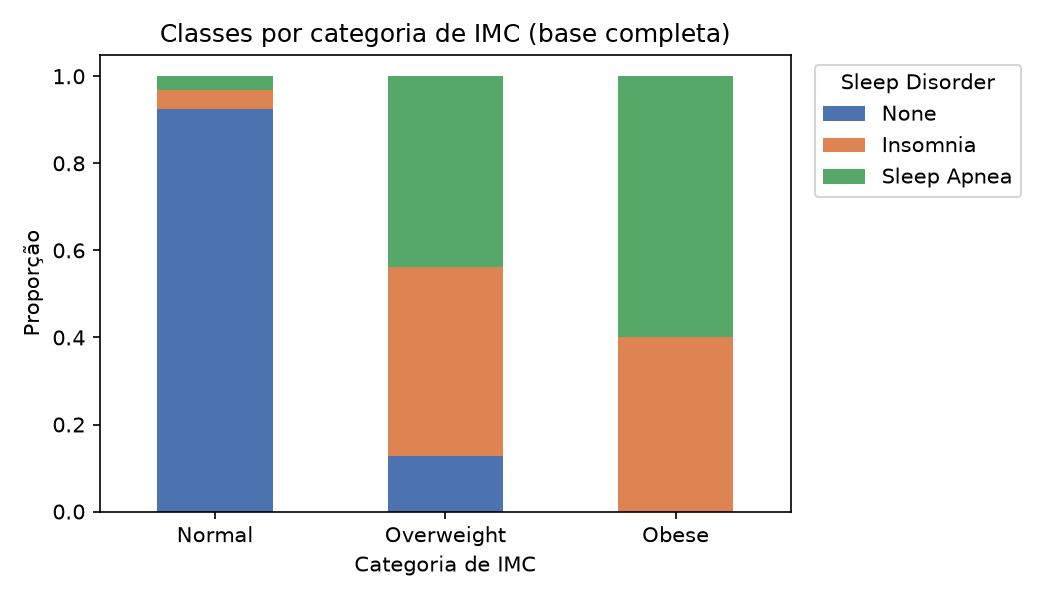 Classes por categoria de IMC (base completa)
Sleep Disorder
None
Insomnia
Sleep Apnea
Proporção
1.0
0.8
0.6
0.4
0.2
0.0
Normal
Overweight
Obese
Categoria de IMC